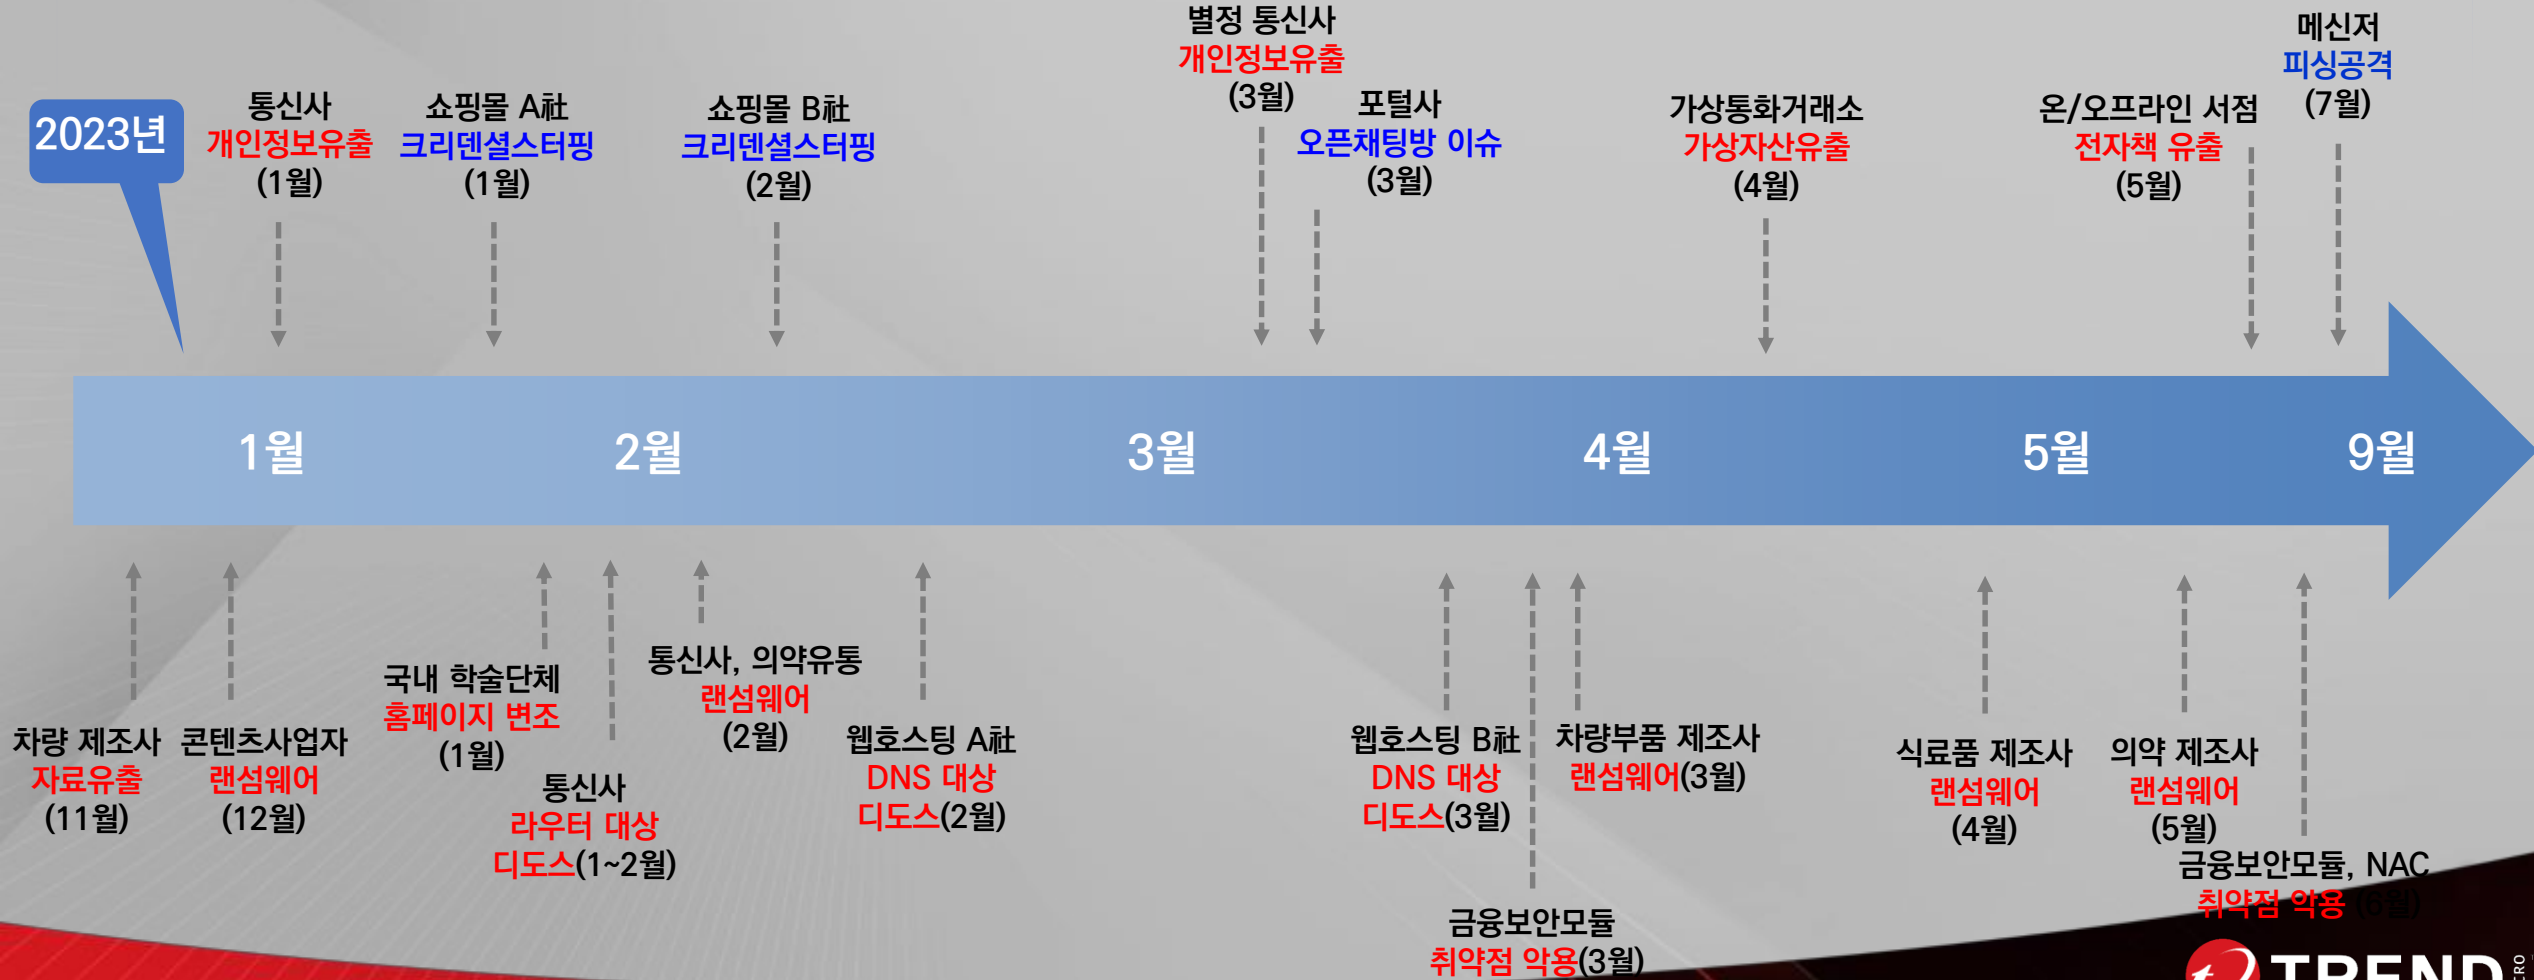 2023년
통신사
개인정보유출
(1월)
쇼핑몰 A社
크리덴셜스터핑
(1월)
쇼핑몰 B社
크리덴셜스터핑
(2월)
별정 통신사
개인정보유출
(3월)
포털사
오픈채팅방 이슈
(3월)
가상통화거래소
가상자산유출
(4월)
온/오프라인 서점
전자책 유출
(5월)
메신저
피싱공격
(7월)
1월
2월
3월
4월
5월
9월
차량 제조사
자료유출
(11월)
콘텐츠사업자
랜섬웨어
(12월)
국내 학술단체
홈페이지 변조
(1월)
통신사
라우터 대상
디도스(1~2월)
통신사, 의약유통
랜섬웨어
(2월)
웹호스팅 A社
DNS 대상
디도스(2월)
웹호스팅 B社
DNS 대상
디도스(3월)
금융보안모듈
취약점 악용(3월)
차량부품 제조사
랜섬웨어(3월)
식료품 제조사
랜섬웨어
(4월)
의약 제조사
랜섬웨어
(5월)
금융보안모듈, NAC
취약점 악용 (6월)
TREND